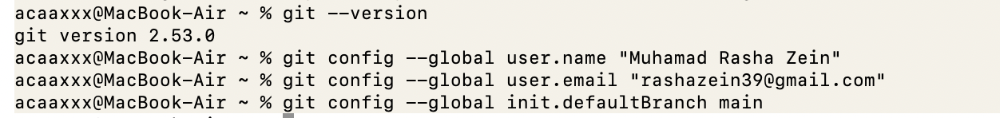 acaaxxx@MacBook-Air ~ % git --version
git version 2.53.0
acaaxxx@MacBook-Air ~ % git config --global user.name "Muhamad Rasha Zein"
acaaxxx@MacBook-Air ~ % git config --global user.email "rashazein39@gmail.com"
acaaxxx@MacBook-Air ~ % git config --global init.defaultBranch main